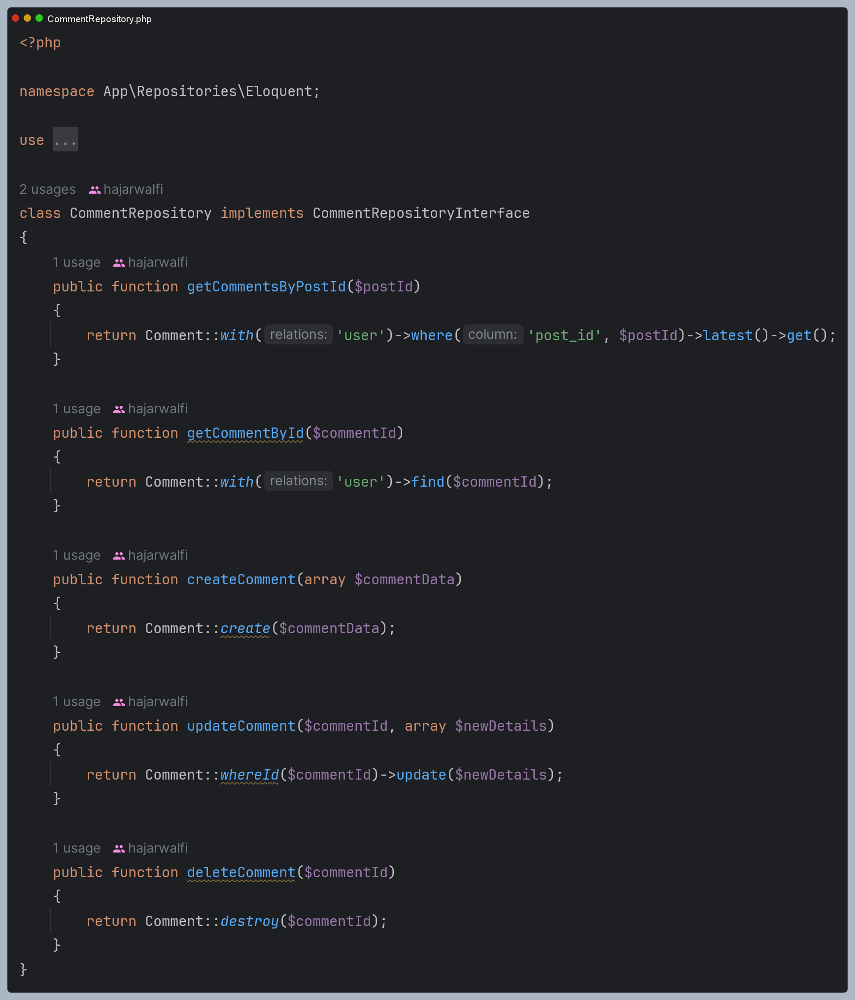 CommentRepository.php
<?php
namespace App\Repositories\Eloquent;
use ...
2 usages hajarwalfi
class CommentRepository implements CommentRepositoryInterface
{
1 usage hajarwalfi
public function getCommentsByPostId($postId)
{
return Comment::with( relations: 'user')->where( column: 'post_id', $postId)->latest()->get();
}
1 usage hajarwalfi
public function getCommentById($commentId)
{
return Comment::with( relations: 'user')->find($commentId);
}
1 usage hajarwalfi
public function createComment(array $commentData)
{
return Comment::create($commentData);
}
1 usage hajarwalfi
public function updateComment($commentId, array $newDetails)
{
return Comment::whereId($commentId)->update($newDetails);
}
1 usage hajarwalfi
public function deleteComment($commentId)
{
return Comment::destroy($commentId);
}
}